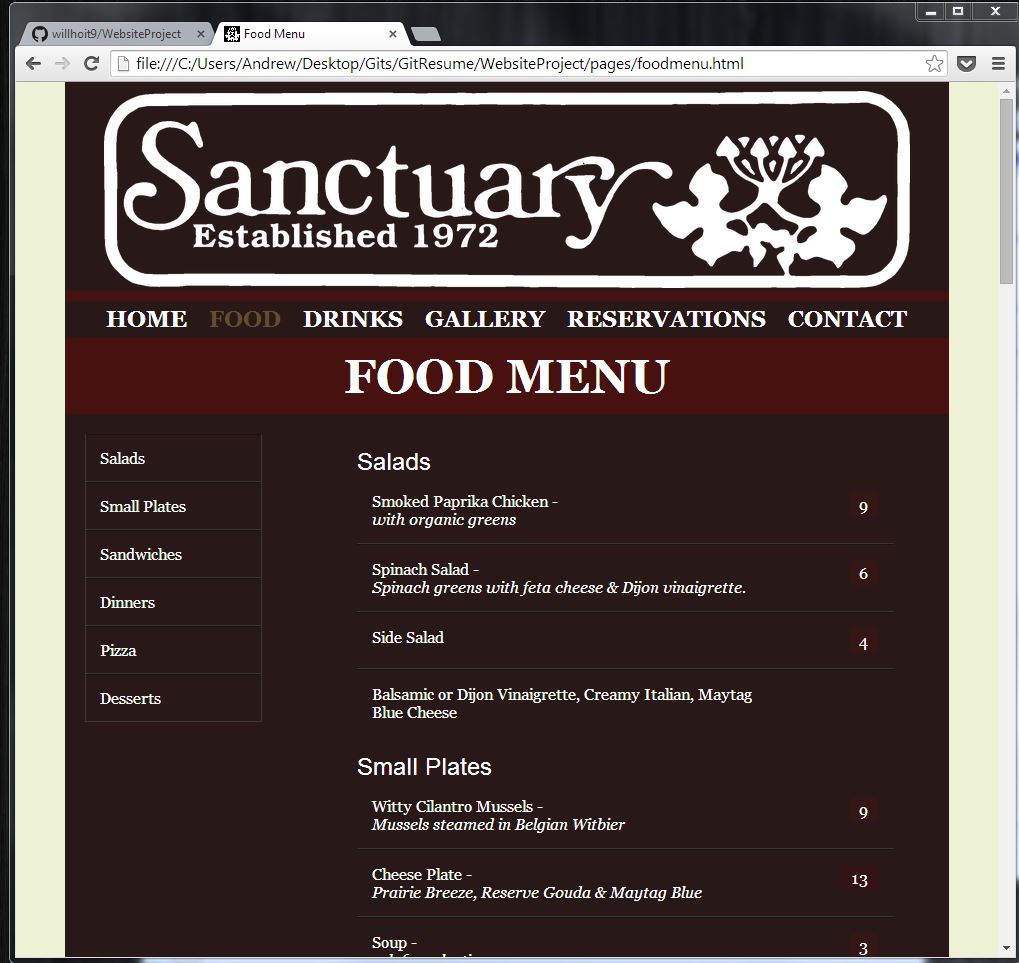 willhoit9/WebsiteProject
Food Menu
file:///C:/Users/Andrew/Desktop/Gits/GitResume/WebsiteProject/pages/foodmenu.html
Sanctuary
Established 1972
HOME FOOD DRINKS GALLERY RESERVATIONS CONTACT
FOOD MENU
Salads
Small Plates
Sandwiches
Dinners
Pizza
Desserts
Salads
Smoked Paprika Chicken - 9
with organic greens
Spinach Salad - 6
Spinach greens with feta cheese & Dijon vinaigrette.
Side Salad 4
Balsamic or Dijon Vinaigrette, Creamy Italian, Maytag
Blue Cheese
Small Plates
Witty Cilantro Mussels - 9
Mussels steamed in Belgian Witbier
Cheese Plate - 13
Prairie Breeze, Reserve Gouda & Maytag Blue
Soup - 3